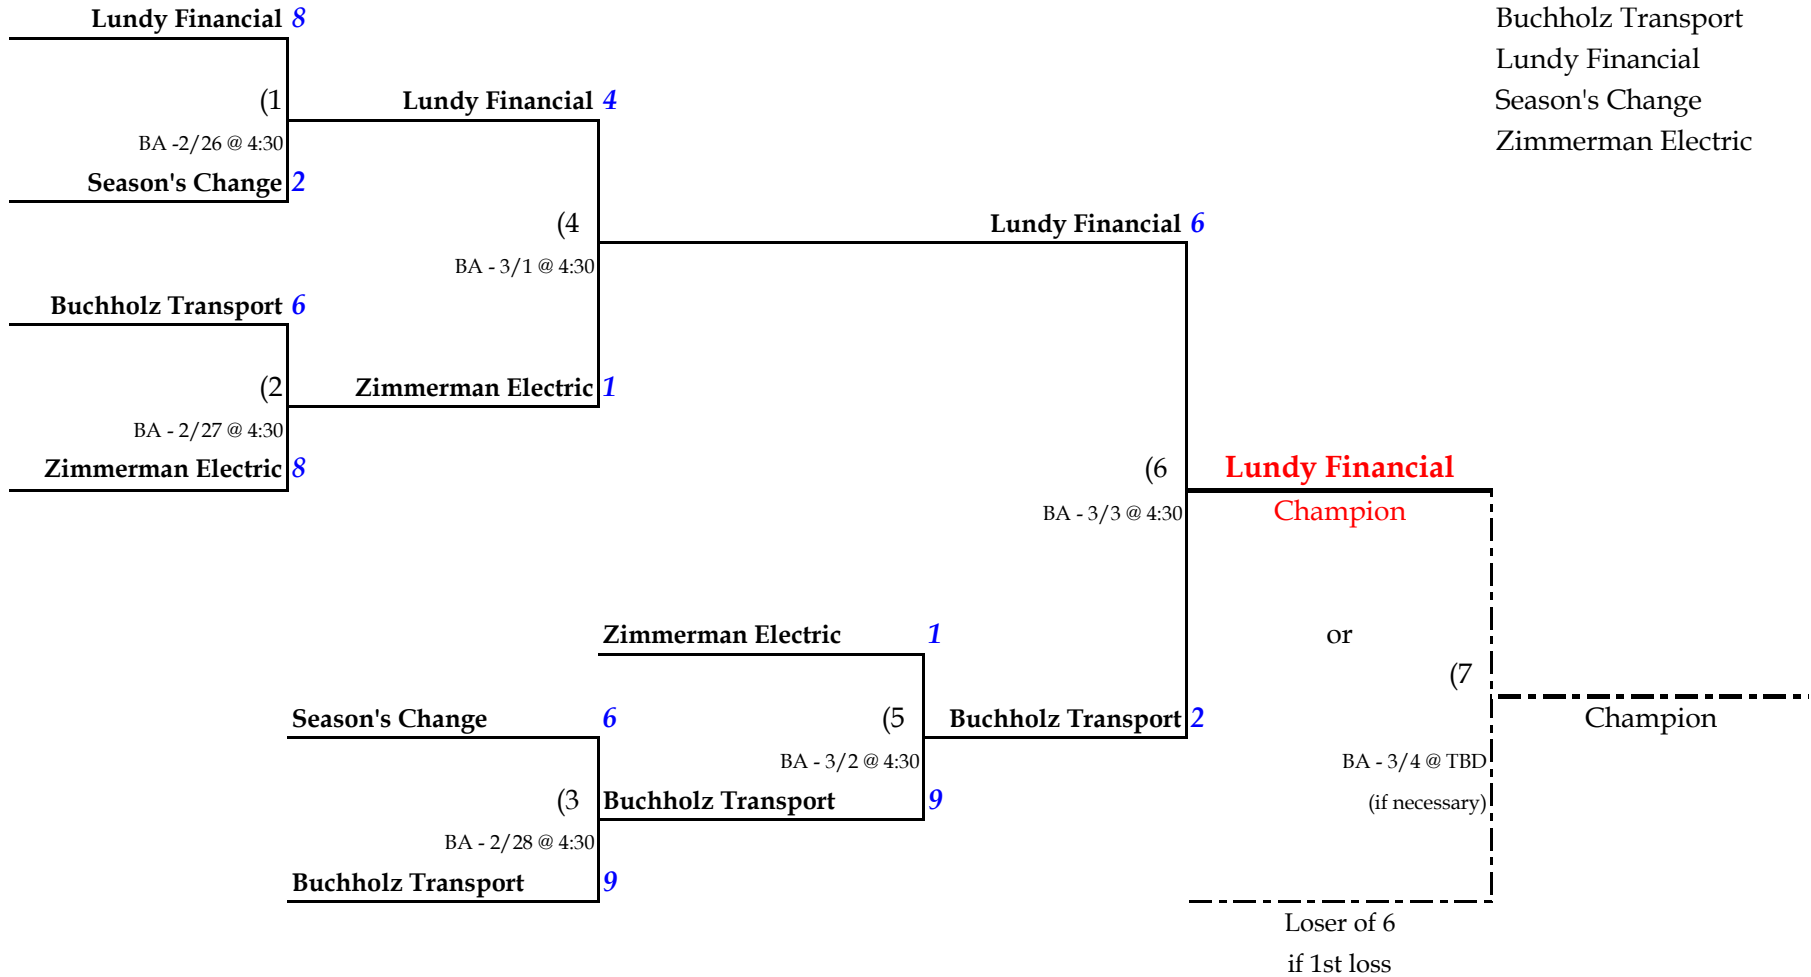 Lundy Financial 8
Buchholz Transport
Lundy Financial
(1
Lundy Financial 4
Season's Change
BA -2/26 @ 4:30
Zimmerman Electric
Season's Change 2
(4
Lundy Financial 6
BA - 3/1 @ 4:30
Buchholz Transport 6
(2
Zimmerman Electric 1
BA - 2/27 @ 4:30
Zimmerman Electric 8
(6
Lundy Financial
BA - 3/3 @ 4:30
Champion
Zimmerman Electric 1
or
(7
Season's Change 6
(5
Buchholz Transport 2
Champion
BA - 3/2 @ 4:30
BA - 3/4 @ TBD
(3
Buchholz Transport 9
(if necessary)
BA - 2/28 @ 4:30
Buchholz Transport 9
Loser of 6
if 1st loss